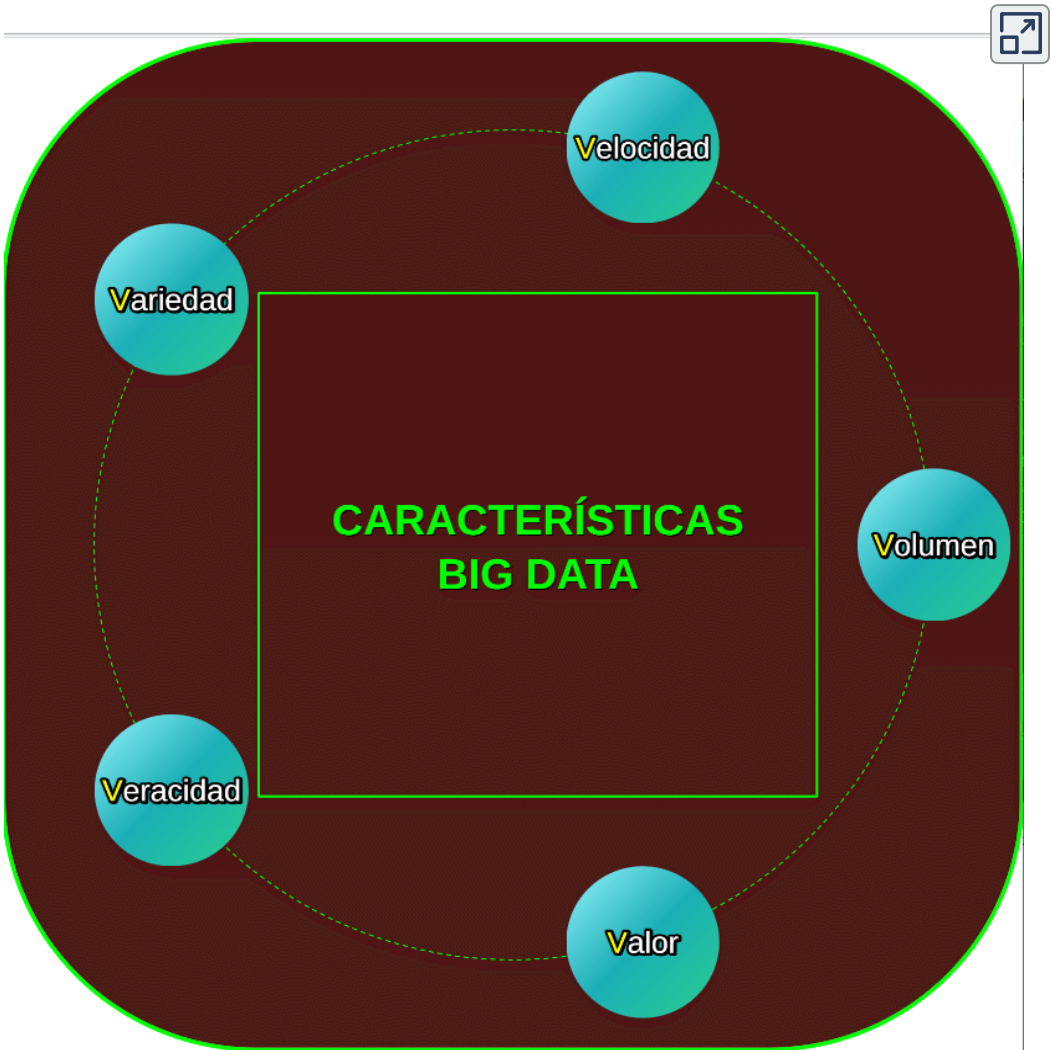 Velocidad
Variedad
CARACTERÍSTICAS
BIG DATA
Volumen
Veracidad
Valor